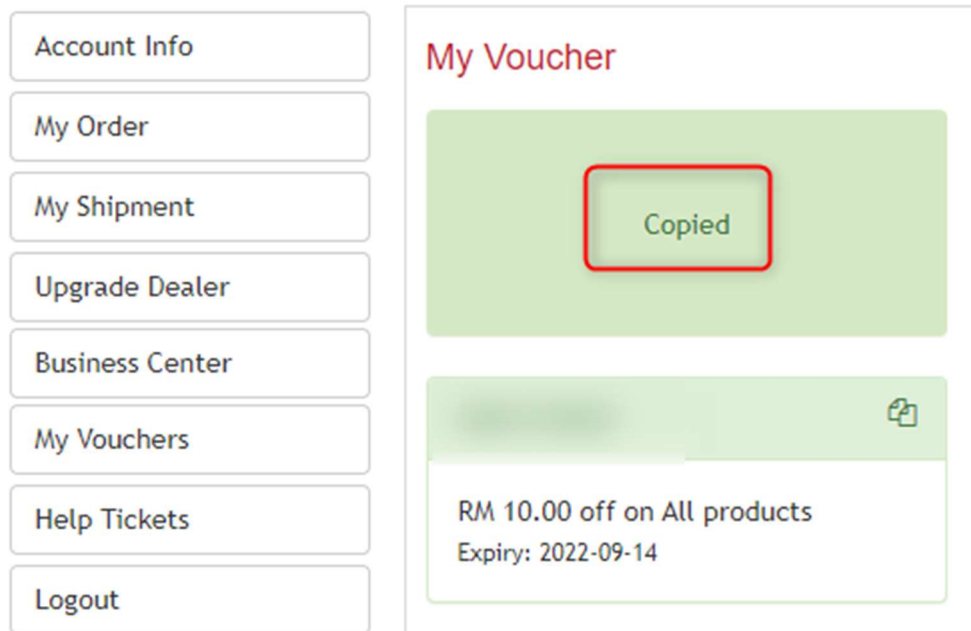 Account Info
My Order
My Shipment
Upgrade Dealer
Business Center
My Vouchers
Help Tickets
Logout
My Voucher
Copied
RM 10.00 off on All products
Expiry: 2022-09-14